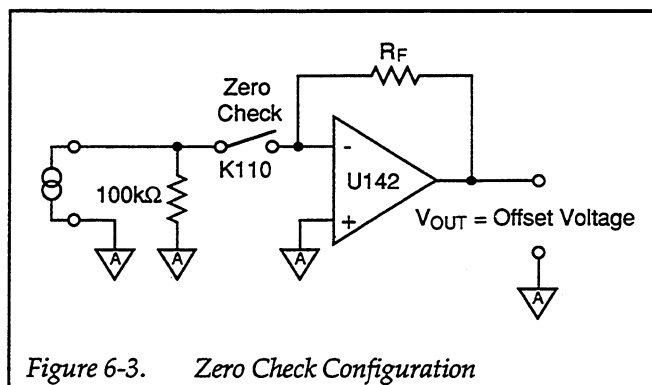 R_F
Zero
Check
K110
100kΩ
-
U142
+
V_OUT = Offset Voltage
A
A
A
A
Figure 6-3. Zero Check Configuration